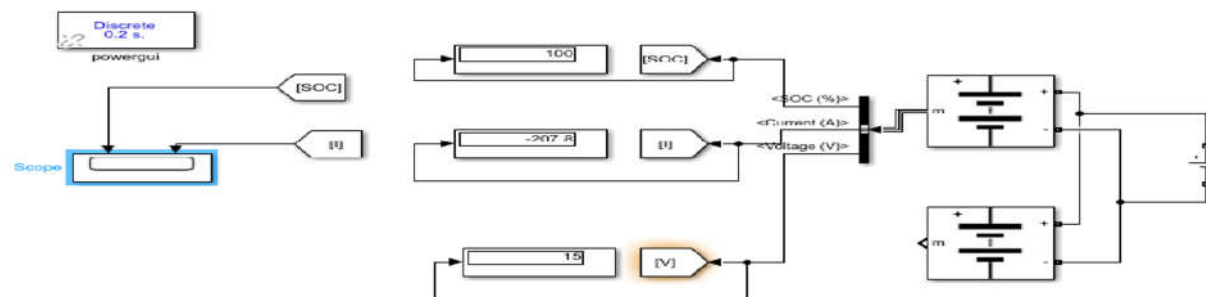 Discrete
0.2 s.
powergui
[SOC]
[I]
Scope
100
[SOC]
-207.8
[I]
15
[V]
<SOC (%)>
<Current (A)>
<Voltage (V)>
m
+
+
-
m
+
+
-